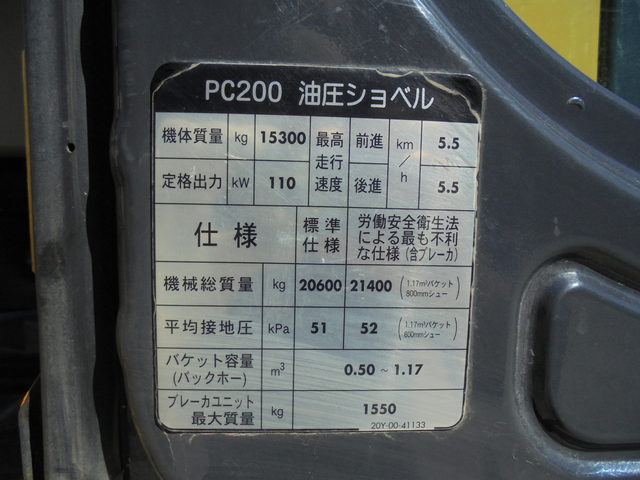 PC200 油圧ショベル
機体質量 kg 15300 最高走行速度 前進 km/h 5.5
定格出力 kW 110 後進 5.5
仕様 標準仕様 労働安全衛生法による最も不利な仕様(含ブレーカ)
機械総質量 kg 20600 21400 (1.17m³バケット 800mmシュー)
平均接地圧 kPa 51 52 (1.17m³バケット 800mmシュー)
バケット容量(バックホー) m³ 0.50~1.17
ブレーカユニット最大質量 kg 1550
20Y-00-41133